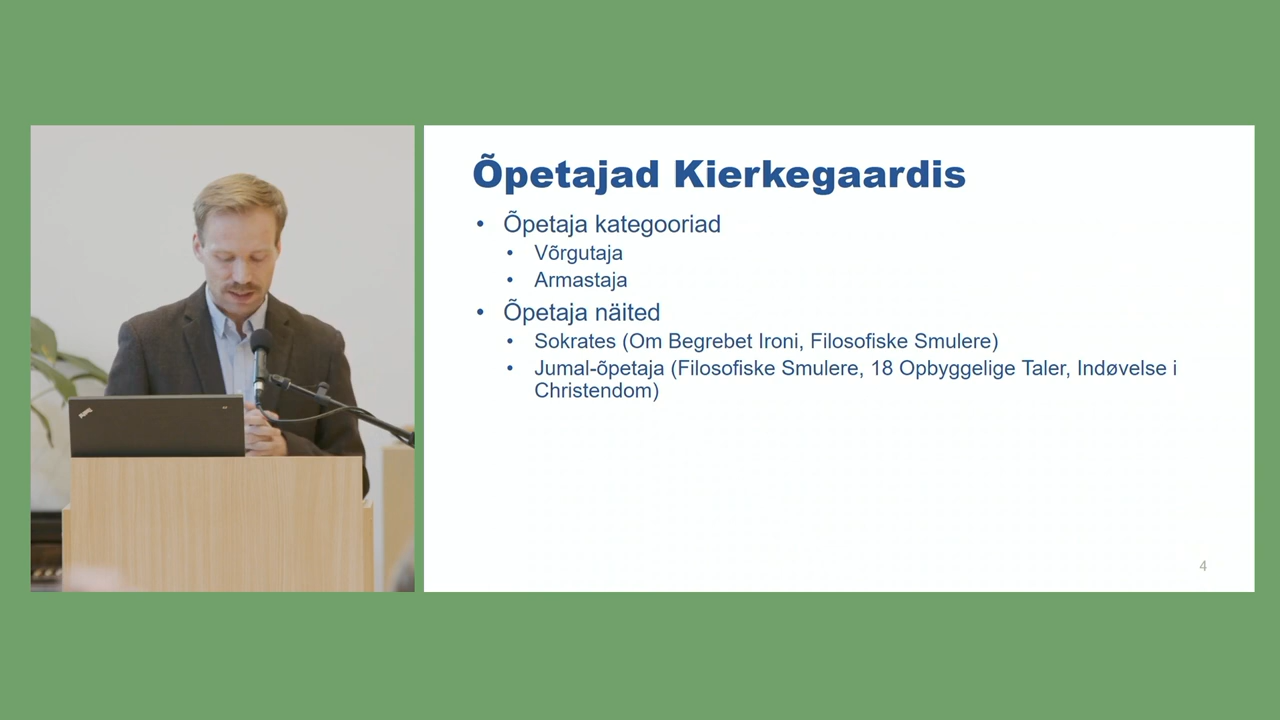 Õpetajad Kierkegaardis
• Õpetaja kategooriad
• Võrgutaja
• Armastaja
• Õpetaja näited
• Sokrates (Om Begrebet Ironi, Filosofiske Smulere)
• Jumal-õpetaja (Filosofiske Smulere, 18 Opbyggelige Taler, Indøvelse i
Christendom)
4